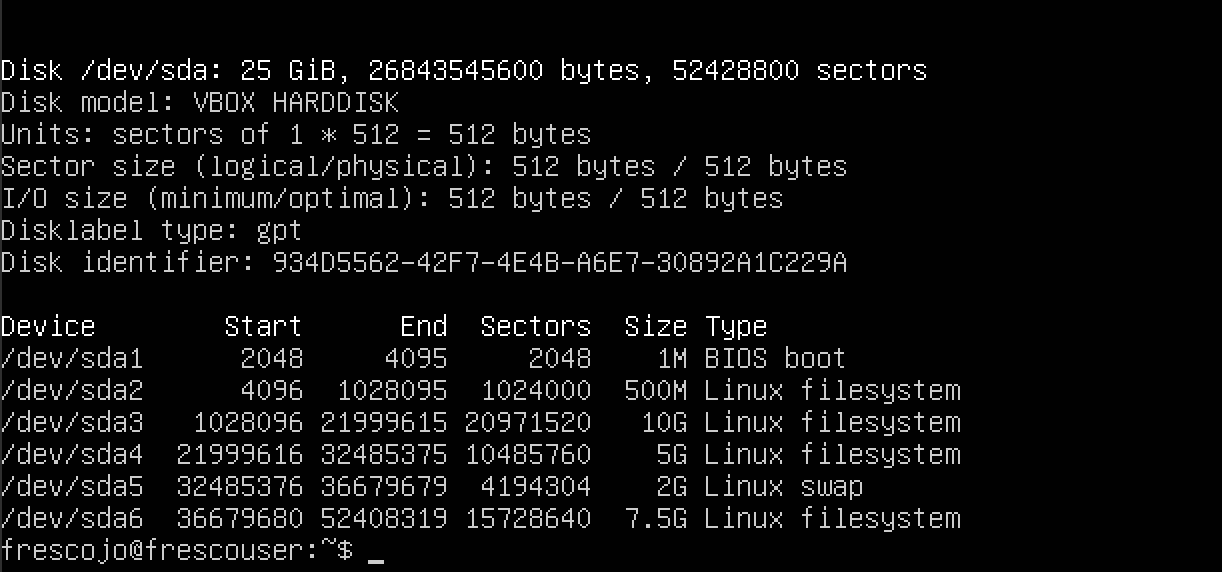 Disk /dev/sda: 25 GiB, 26843545600 bytes, 52428800 sectors
Disk model: VBOX HARDDISK
Units: sectors of 1 * 512 = 512 bytes
Sector size (logical/physical): 512 bytes / 512 bytes
I/O size (minimum/optimal): 512 bytes / 512 bytes
Disklabel type: gpt
Disk identifier: 934D5562-42F7-4E4B-A6E7-30892A1C229A

Device        Start      End  Sectors  Size Type
/dev/sda1      2048     4095     2048    1M BIOS boot
/dev/sda2      4096  1028095  1024000  500M Linux filesystem
/dev/sda3   1028096 21999615 20971520   10G Linux filesystem
/dev/sda4  21999616 32485375 10485760    5G Linux filesystem
/dev/sda5  32485376 36679679  4194304    2G Linux swap
/dev/sda6  36679680 52408319 15728640  7.5G Linux filesystem
frescojo@frescouser:~$ _